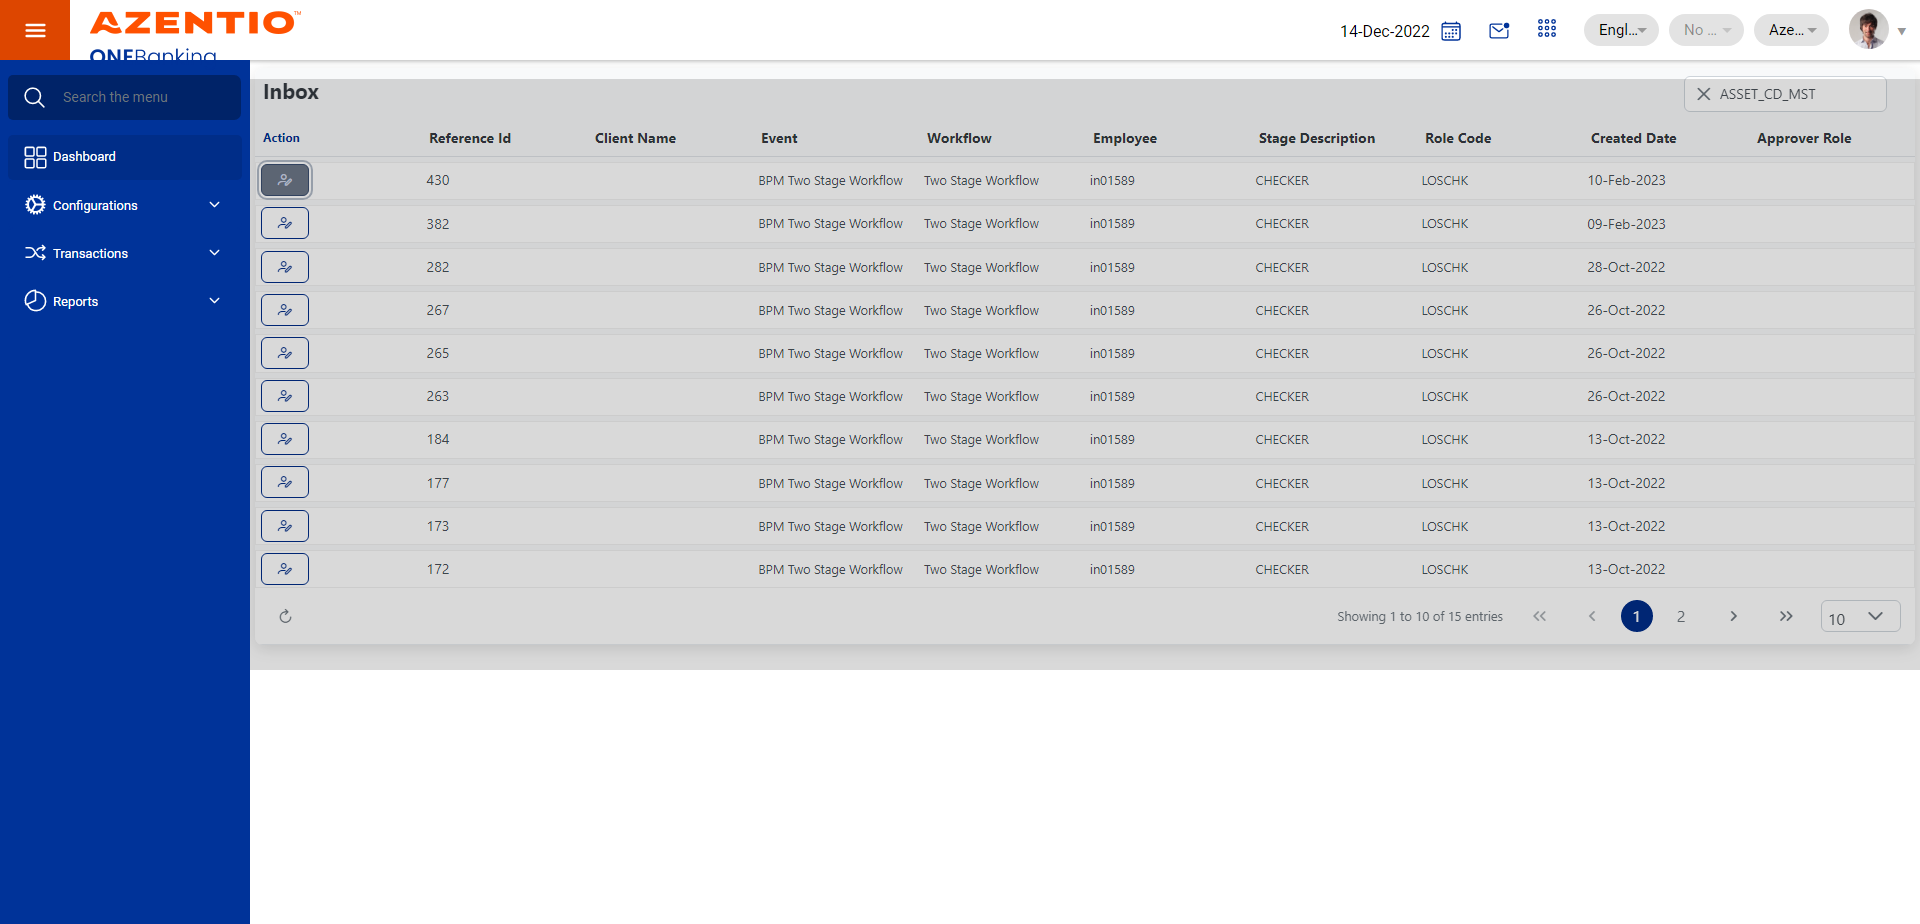 AZENTIO™
ONEBanking
14-Dec-2022
Engl...
No ...
Aze...
Search the menu
Dashboard
Configurations
Transactions
Reports
Inbox
ASSET_CD_MST
Action Reference Id Client Name Event Workflow Employee Stage Description Role Code Created Date Approver Role
430 BPM Two Stage Workflow Two Stage Workflow in01589 CHECKER LOSCHK 10-Feb-2023
382 BPM Two Stage Workflow Two Stage Workflow in01589 CHECKER LOSCHK 09-Feb-2023
282 BPM Two Stage Workflow Two Stage Workflow in01589 CHECKER LOSCHK 28-Oct-2022
267 BPM Two Stage Workflow Two Stage Workflow in01589 CHECKER LOSCHK 26-Oct-2022
265 BPM Two Stage Workflow Two Stage Workflow in01589 CHECKER LOSCHK 26-Oct-2022
263 BPM Two Stage Workflow Two Stage Workflow in01589 CHECKER LOSCHK 26-Oct-2022
184 BPM Two Stage Workflow Two Stage Workflow in01589 CHECKER LOSCHK 13-Oct-2022
177 BPM Two Stage Workflow Two Stage Workflow in01589 CHECKER LOSCHK 13-Oct-2022
173 BPM Two Stage Workflow Two Stage Workflow in01589 CHECKER LOSCHK 13-Oct-2022
172 BPM Two Stage Workflow Two Stage Workflow in01589 CHECKER LOSCHK 13-Oct-2022
Showing 1 to 10 of 15 entries 1 2 10